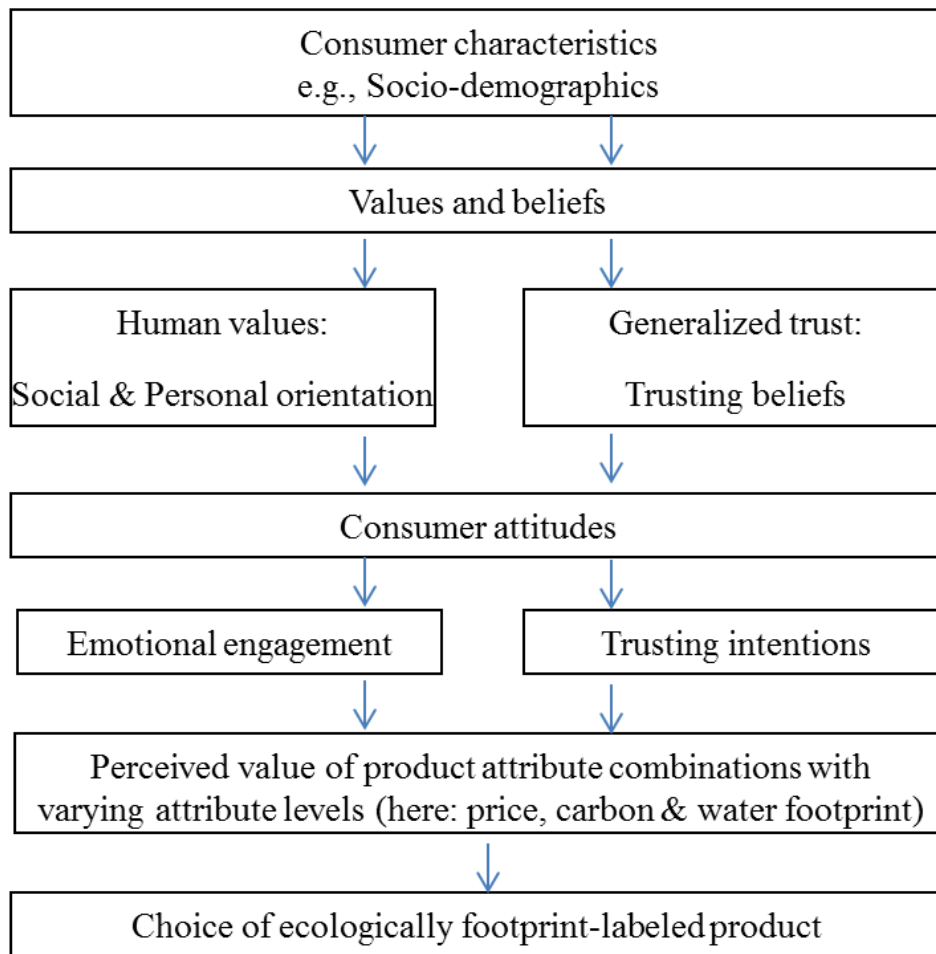 Consumer characteristics
e.g., Socio-demographics
Values and beliefs
Human values:
Social & Personal orientation
Generalized trust:
Trusting beliefs
Consumer attitudes
Emotional engagement
Trusting intentions
Perceived value of product attribute combinations with
varying attribute levels (here: price, carbon & water footprint)
Choice of ecologically footprint-labeled product